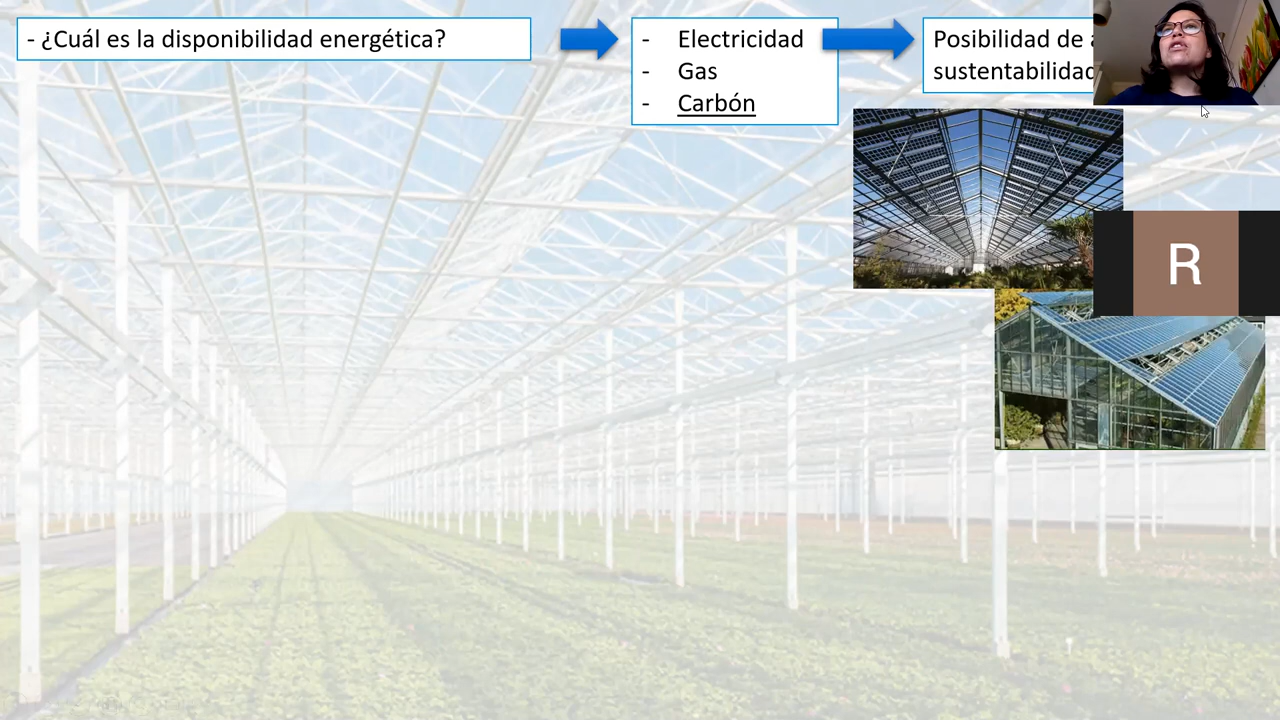 - ¿Cuál es la disponibilidad energética?
- Electricidad
- Gas
- Carbón
Posibilidad de
sustentabilidad
R